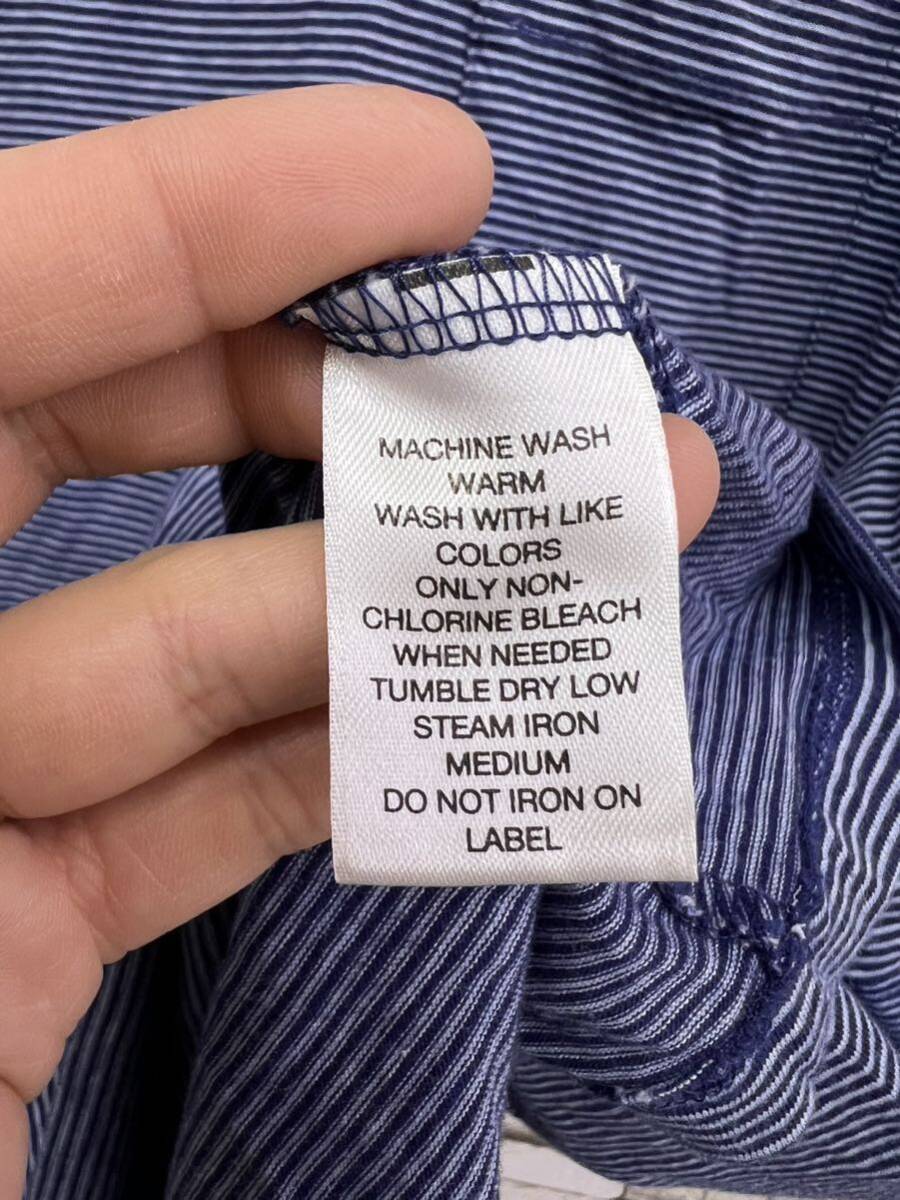 MACHINE WASH
WARM
WASH WITH LIKE
COLORS
ONLY NON-
CHLORINE BLEACH
WHEN NEEDED
TUMBLE DRY LOW
STEAM IRON
MEDIUM
DO NOT IRON ON
LABEL